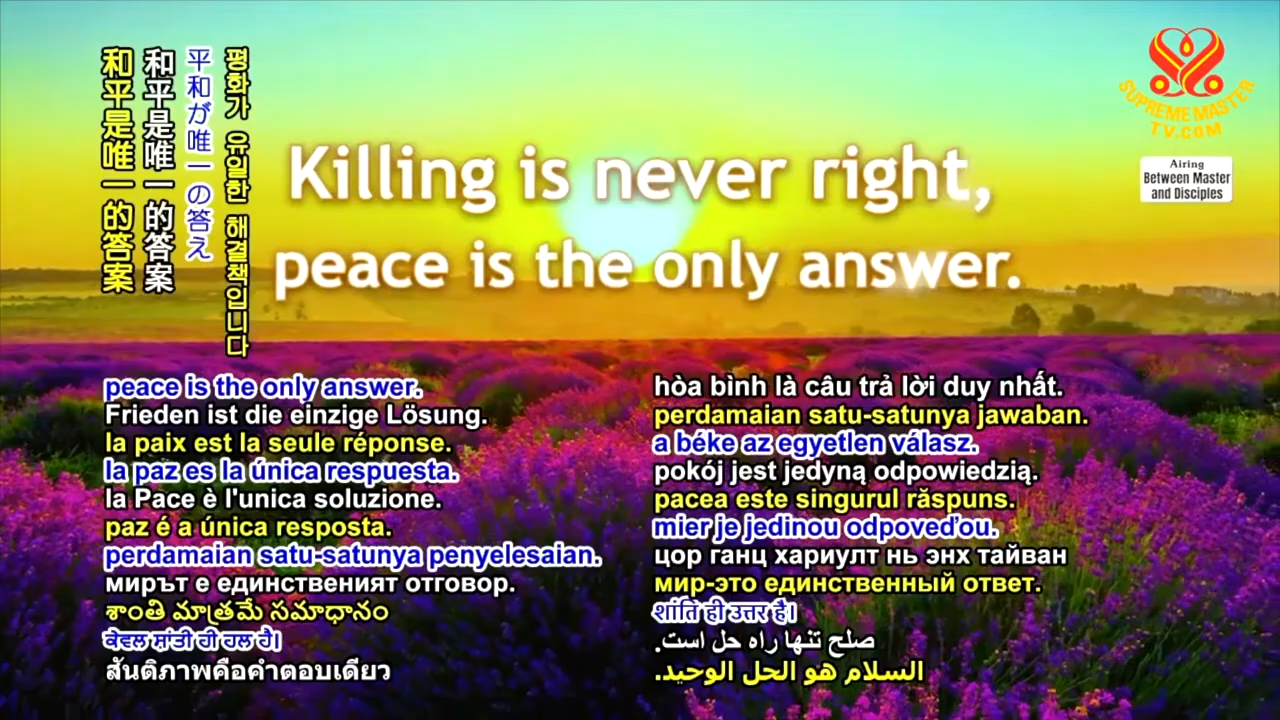 和平是唯一的答案
和平是唯一的答案
平和が唯一の答え
평화가 유일한 해결책입니다
SUPREME MASTER
TV.COM
Airing
Between Master
and Disciples
Killing is never right,
peace is the only answer.
peace is the only answer.
Frieden ist die einzige Lösung.
la paix est la seule réponse.
la paz es la única respuesta.
la Pace è l'unica soluzione.
paz é a única resposta.
perdamaian satu-satunya penyelesaian.
мирът е единственият отговор.
శాంతి మాత్రమే సమాధానం
ਕੇਵਲ ਸ਼ਾਂਤੀ ਹੀ ਹਲ ਹੈ।
สันติภาพคือคำตอบเดียว
hòa bình là câu trả lời duy nhất.
perdamaian satu-satunya jawaban.
a béke az egyetlen válasz.
pokój jest jedyną odpowiedzią.
pacea este singurul răspuns.
mier je jedinou odpoveďou.
цор ганц хариулт нь энх тайван
мир-это единственный ответ.
शांति ही उत्तर है।
صلح تنها راه حل است.
السلام هو الحل الوحيد.